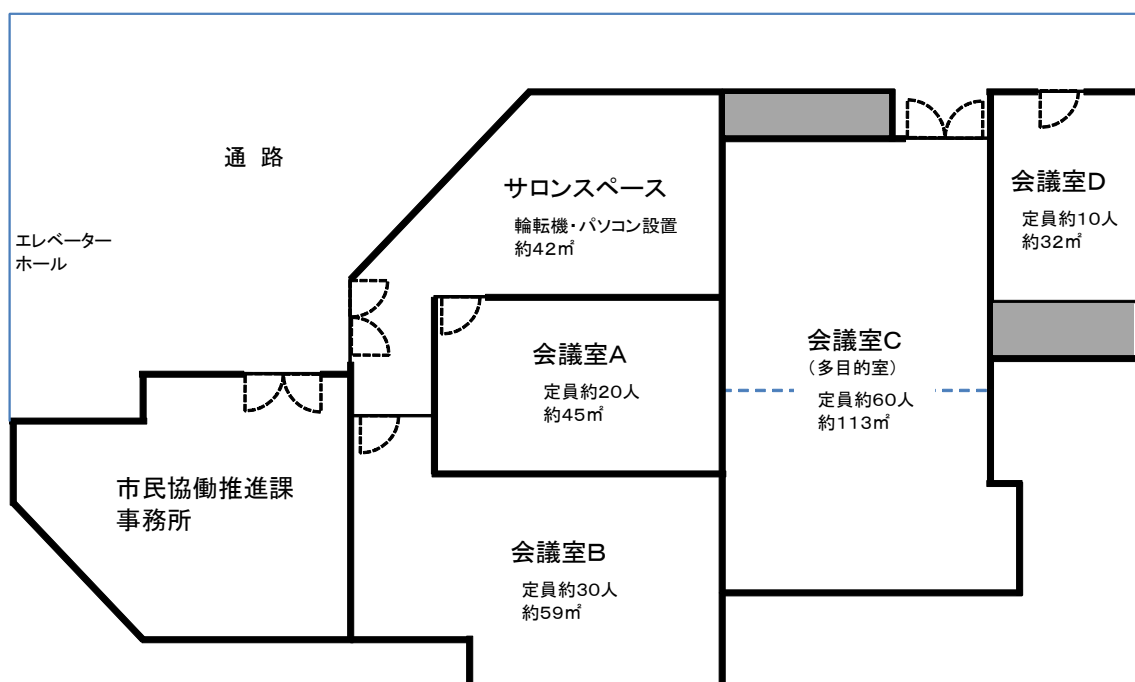 通 路
エレベーター
ホール
サロンスペース
輪転機・パソコン設置
約42㎡
会議室A
定員約20人
約45㎡
会議室B
定員約30人
約59㎡
会議室C
（多目的室）
定員約60人
約113㎡
会議室D
定員約10人
約32㎡
市民協働推進課
事務所